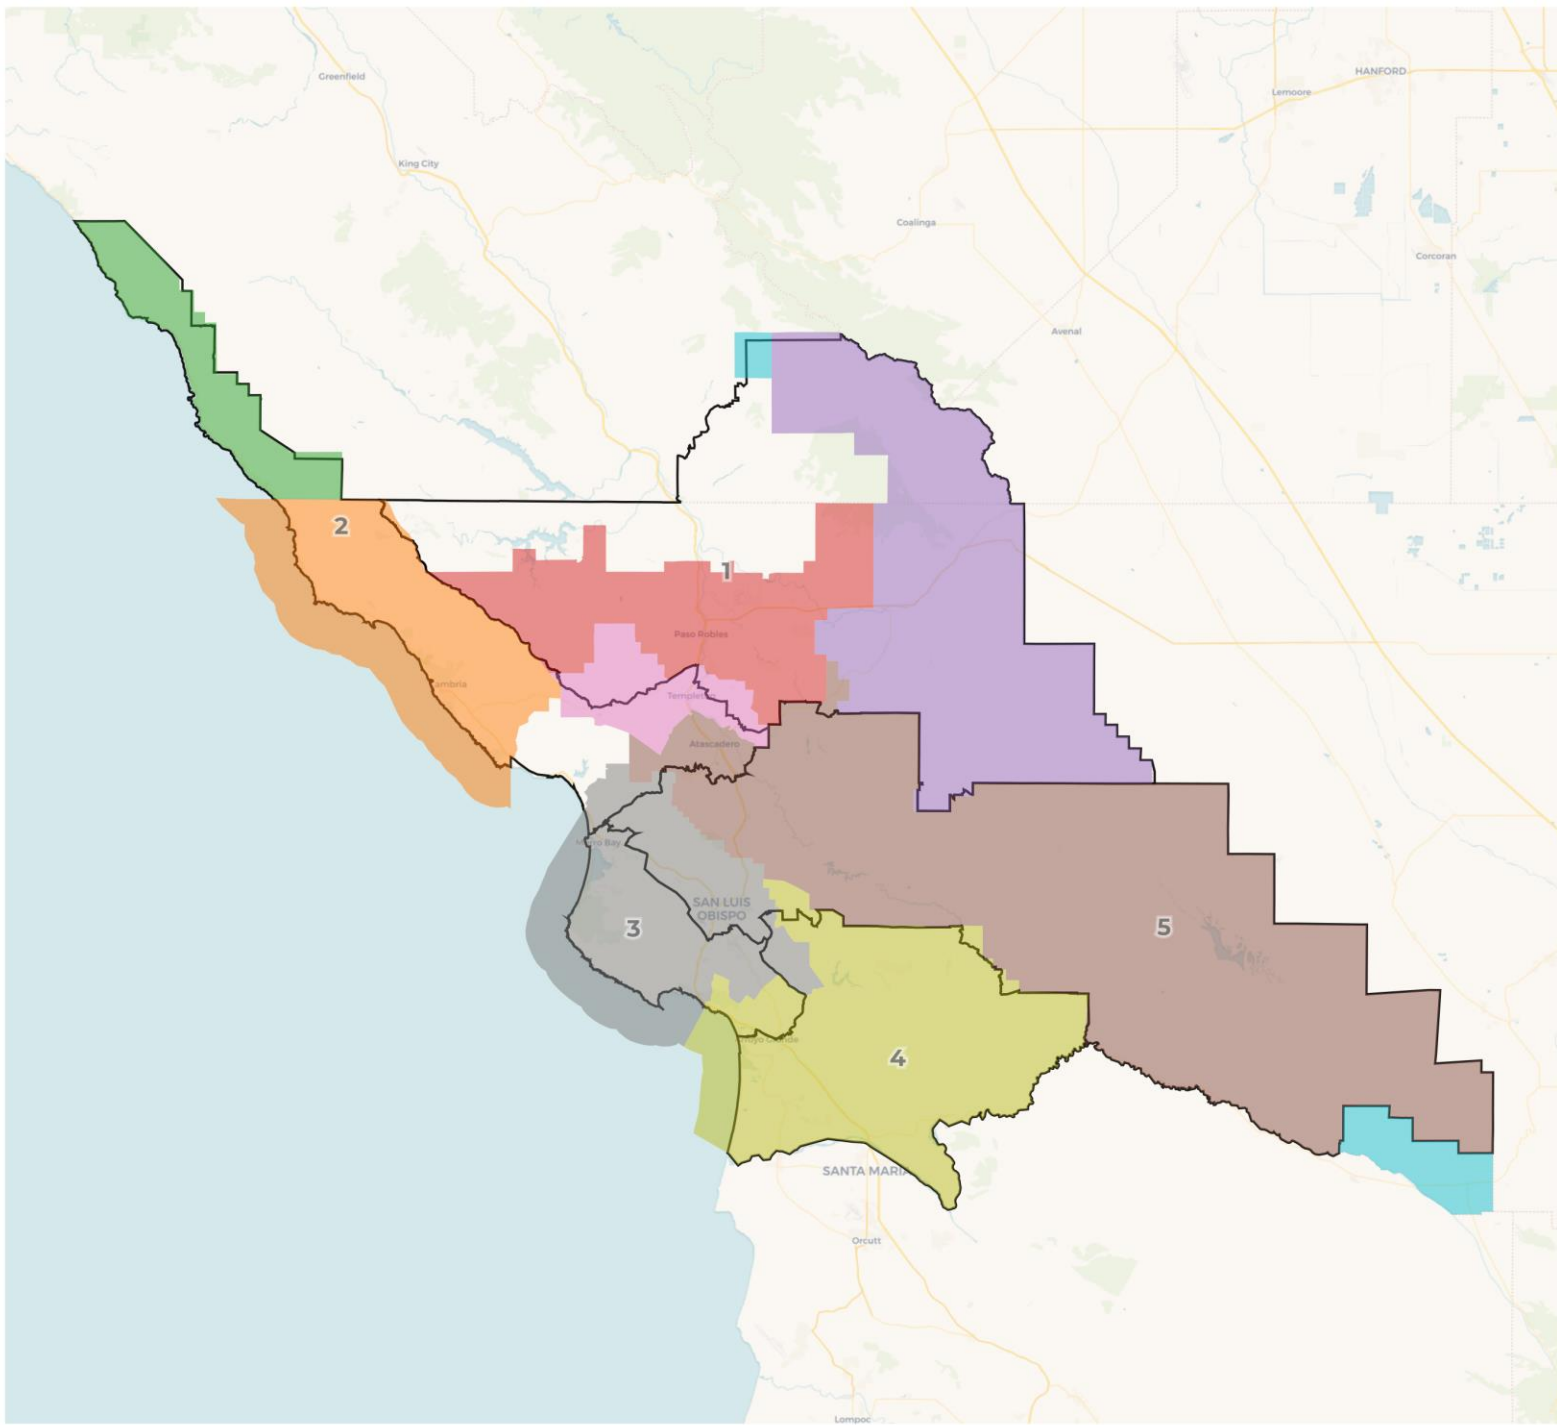 Greenfield
HANFORD
Lemoore
King City
Coalinga
Corcoran
Avenal
2
1
Paso Robles
Cambria
Templeton
Atascadero
Morro Bay
SAN LUIS
OBISPO
3
5
Arroyo Grande
4
SANTA MARIA
Orcutt
Lompoc